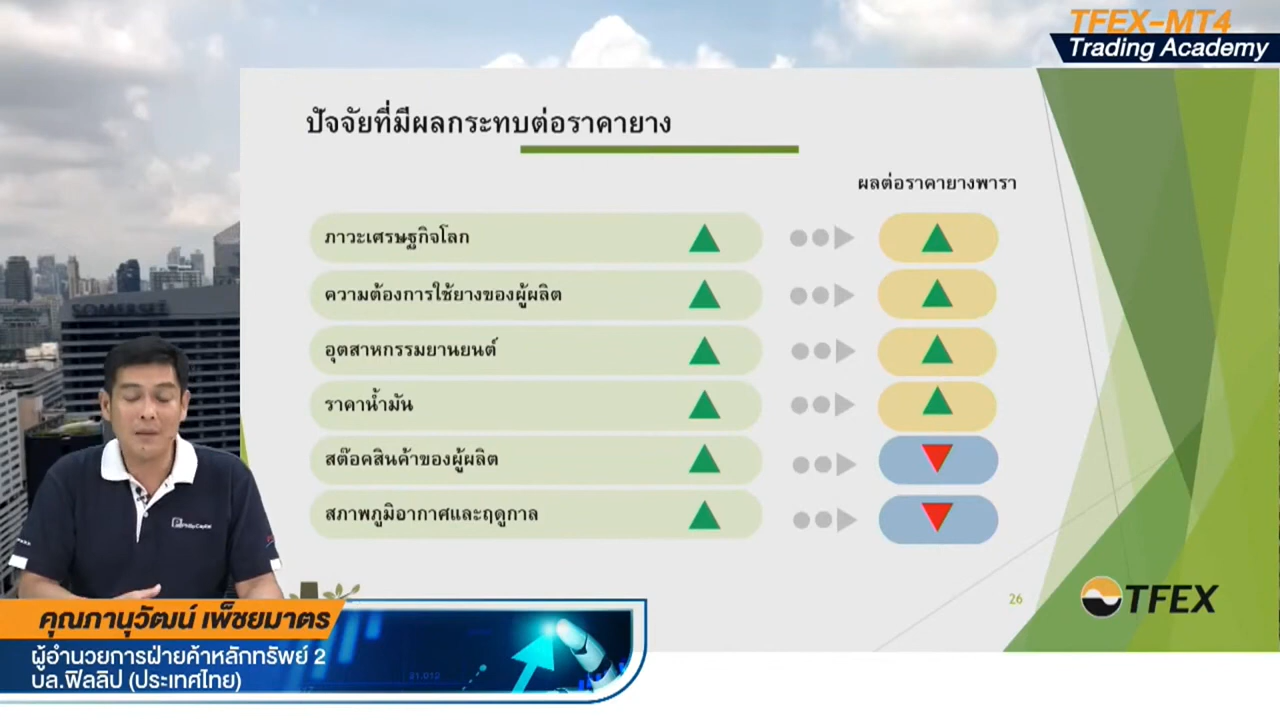 TFEX-MT4
Trading Academy
ปัจจัยที่มีผลกระทบต่อราคายาง
ผลต่อราคายางพารา
ภาวะเศรษฐกิจโลก
ความต้องการใช้ยางของผู้ผลิต
อุตสาหกรรมยานยนต์
ราคาน้ำมัน
สต๊อคสินค้าของผู้ผลิต
สภาพภูมิอากาศและฤดูกาล
26
TFEX
SOMERSET
PhillipCapital
คุณภานุวัฒน์ เพ็ชยมาตร
ผู้อำนวยการฝ่ายค้าหลักทรัพย์ 2
บล.ฟิลลิป (ประเทศไทย)